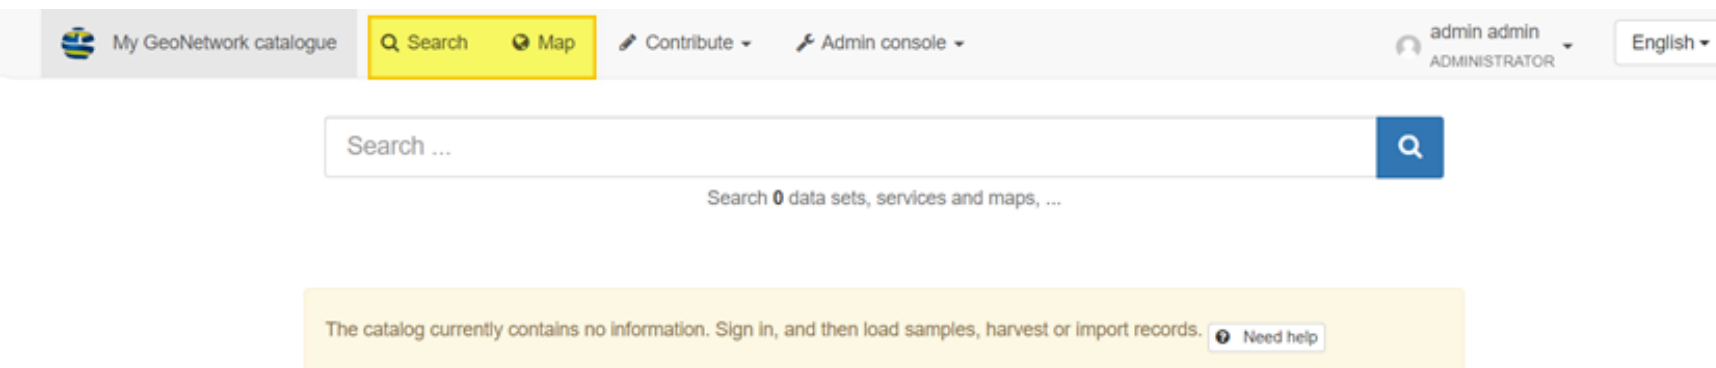 My GeoNetwork catalogue Search Map Contribute Admin console admin admin ADMINISTRATOR English
Search ...
Search 0 data sets, services and maps, ...
The catalog currently contains no information. Sign in, and then load samples, harvest or import records. Need help